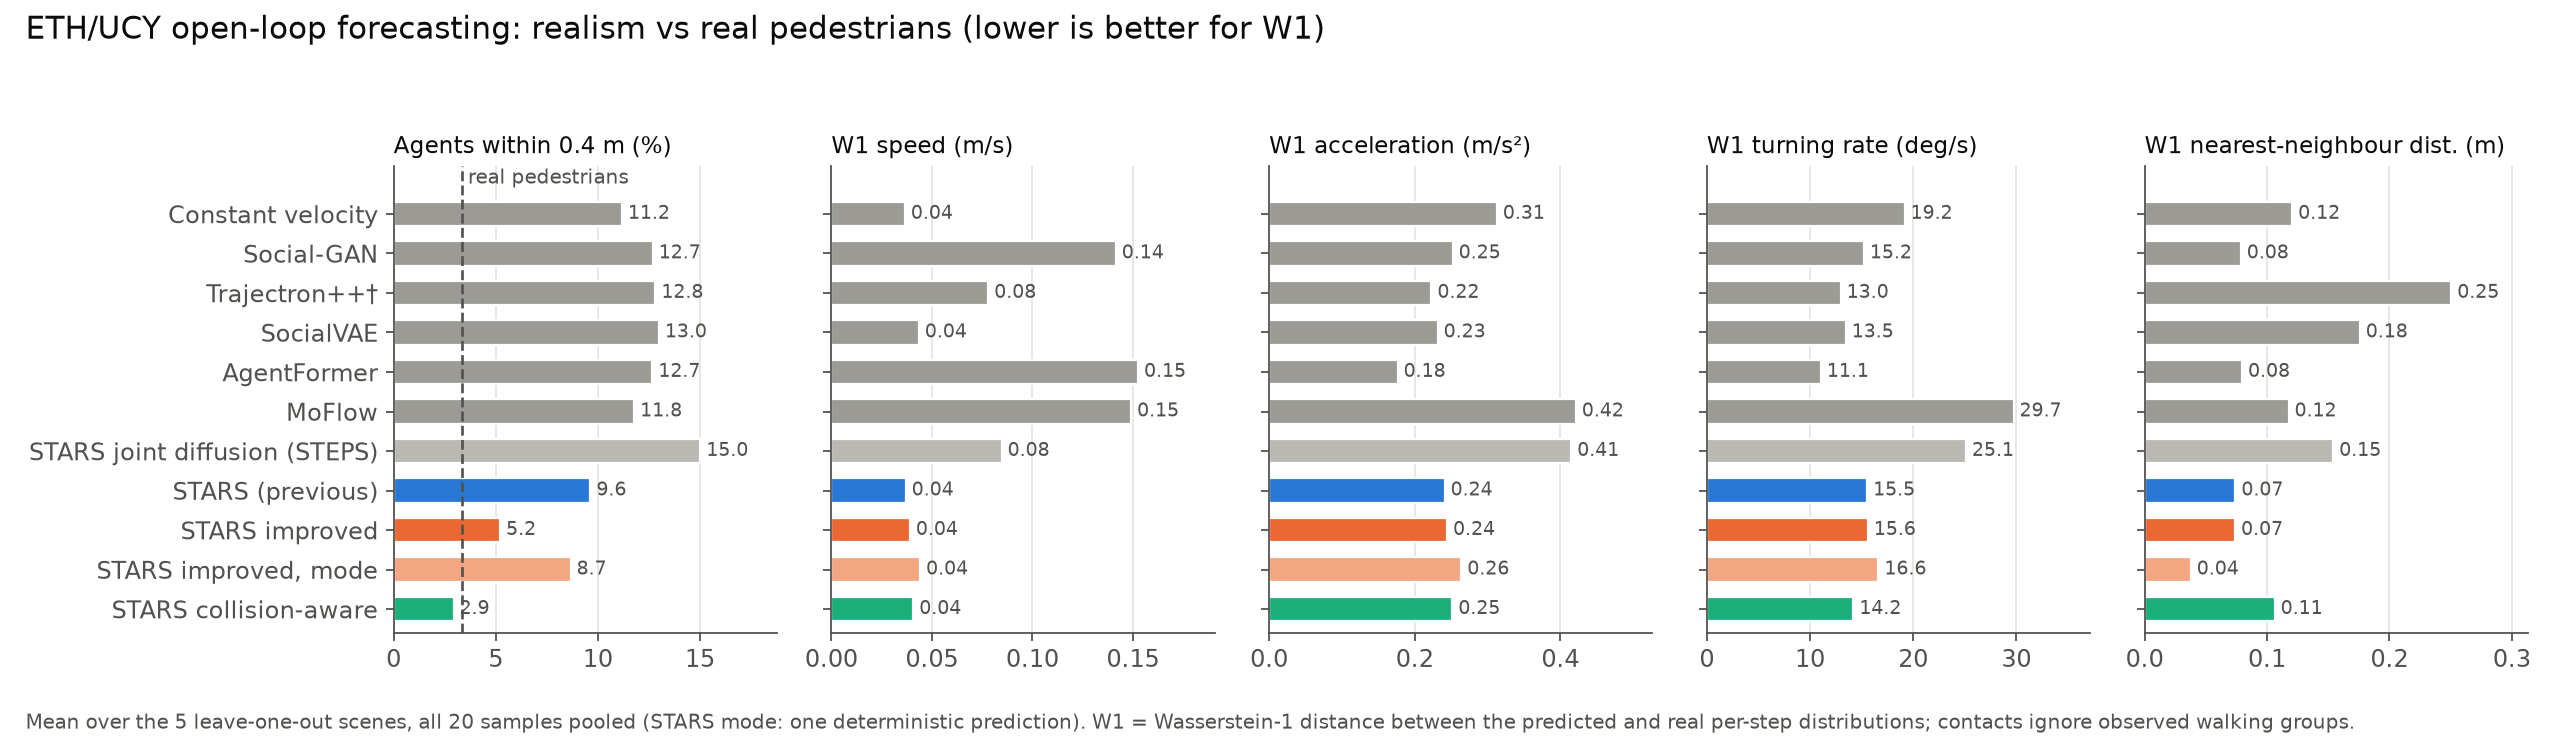 ETH/UCY open-loop forecasting: realism vs real pedestrians (lower is better for W1)
Agents within 0.4 m (%)
real pedestrians
Constant velocity 11.2
Social-GAN 12.7
Trajectron++† 12.8
SocialVAE 13.0
AgentFormer 12.7
MoFlow 11.8
STARS joint diffusion (STEPS) 15.0
STARS (previous) 9.6
STARS improved 5.2
STARS improved, mode 8.7
STARS collision-aware 2.9
0 5 10 15
W1 speed (m/s)
0.04
0.14
0.08
0.04
0.15
0.15
0.08
0.04
0.04
0.04
0.04
0.00 0.05 0.10 0.15
W1 acceleration (m/s²)
0.31
0.25
0.22
0.23
0.18
0.42
0.41
0.24
0.24
0.26
0.25
0.0 0.2 0.4
W1 turning rate (deg/s)
19.2
15.2
13.0
13.5
11.1
29.7
25.1
15.5
15.6
16.6
14.2
0 10 20 30
W1 nearest-neighbour dist. (m)
0.12
0.08
0.25
0.18
0.08
0.12
0.15
0.07
0.07
0.04
0.11
0.0 0.1 0.2 0.3
Mean over the 5 leave-one-out scenes, all 20 samples pooled (STARS mode: one deterministic prediction). W1 = Wasserstein-1 distance between the predicted and real per-step distributions; contacts ignore observed walking groups.